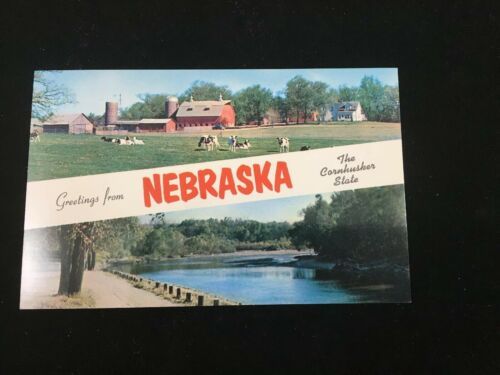 Greetings from NEBRASKA
The
Cornhusker
State